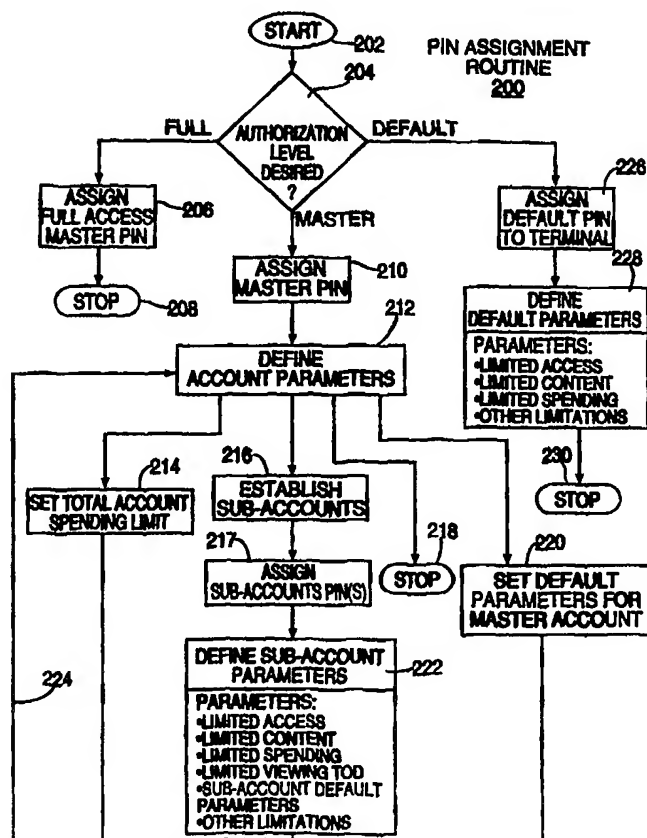 START
202
PIN ASSIGNMENT
ROUTINE
200
204
FULL
AUTHORIZATION
LEVEL
DESIRED
?
DEFAULT
MASTER
ASSIGN
FULL ACCESS
MASTER PIN
206
STOP
208
ASSIGN
MASTER PIN
210
212
DEFINE
ACCOUNT PARAMETERS
226
ASSIGN
DEFAULT PIN
TO TERMINAL
228
DEFINE
DEFAULT PARAMETERS
PARAMETERS:
•LIMITED ACCESS
•LIMITED CONTENT
•LIMITED SPENDING
•OTHER LIMITATIONS
230
STOP
214
SET TOTAL ACCOUNT
SPENDING LIMIT
216
ESTABLISH
SUB-ACCOUNTS
217
ASSIGN
SUB-ACCOUNTS PIN(S)
218
STOP
220
SET DEFAULT
PARAMETERS FOR
MASTER ACCOUNT
DEFINE SUB-ACCOUNT
PARAMETERS
222
PARAMETERS:
•LIMITED ACCESS
•LIMITED CONTENT
•LIMITED SPENDING
•LIMITED VIEWING TOD
•SUB-ACCOUNT DEFAULT
PARAMETERS
•OTHER LIMITATIONS
224